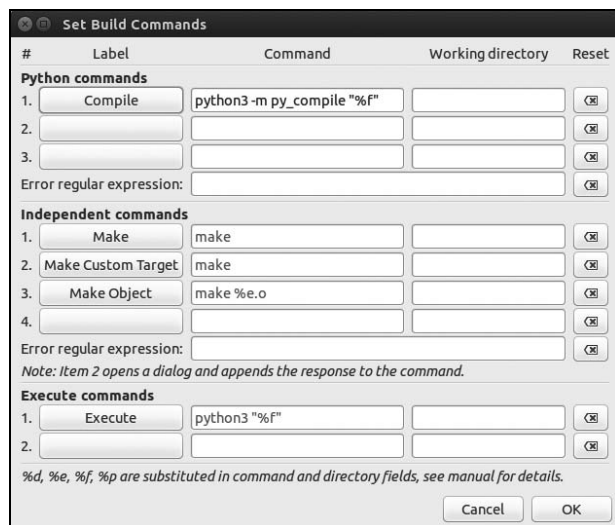 Set Build Commands
# Label Command Working directory Reset
Python commands
1. Compile python3 -m py_compile "%f"
2.
3.
Error regular expression:
Independent commands
1. Make make
2. Make Custom Target make
3. Make Object make %e.o
4.
Error regular expression:
Note: Item 2 opens a dialog and appends the response to the command.
Execute commands
1. Execute python3 "%f"
2.
%d, %e, %f, %p are substituted in command and directory fields, see manual for details.
Cancel OK